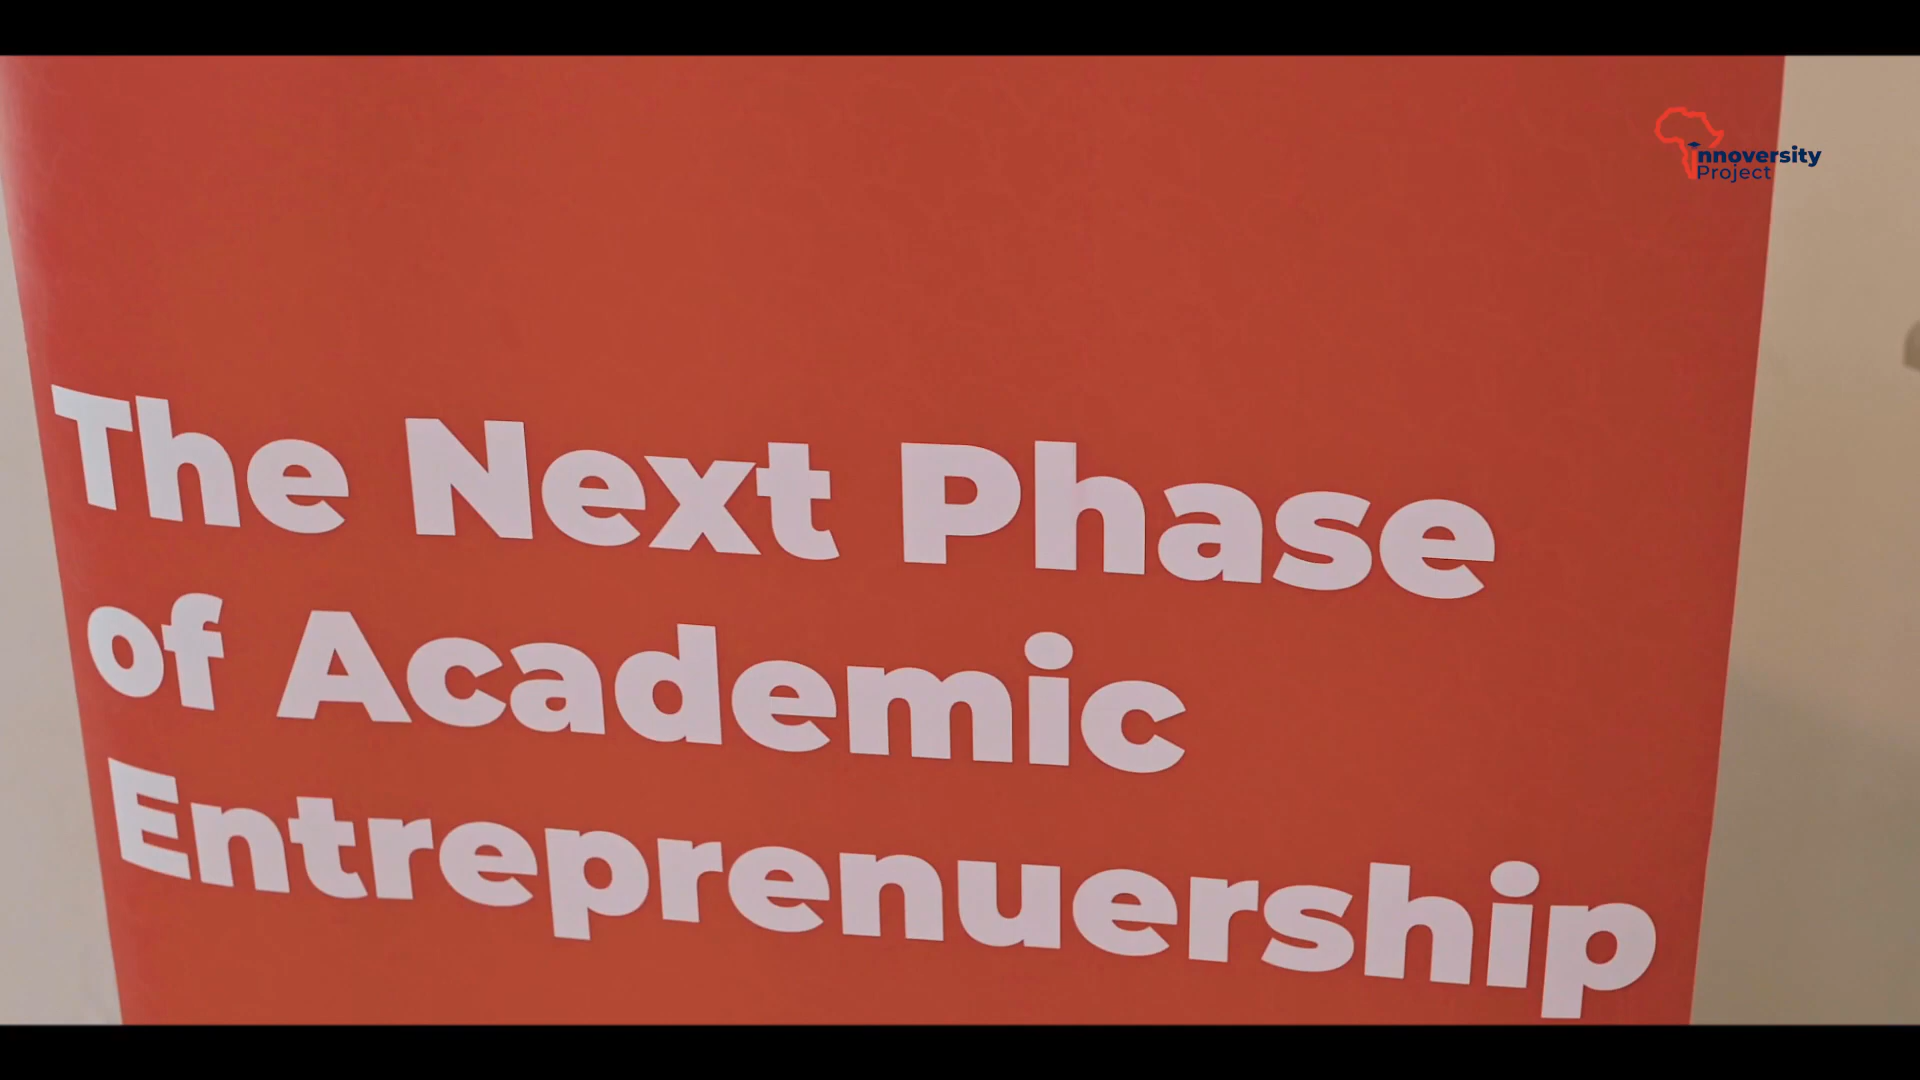 Innoversity
Project
The Next Phase
of Academic
Entreprenuership